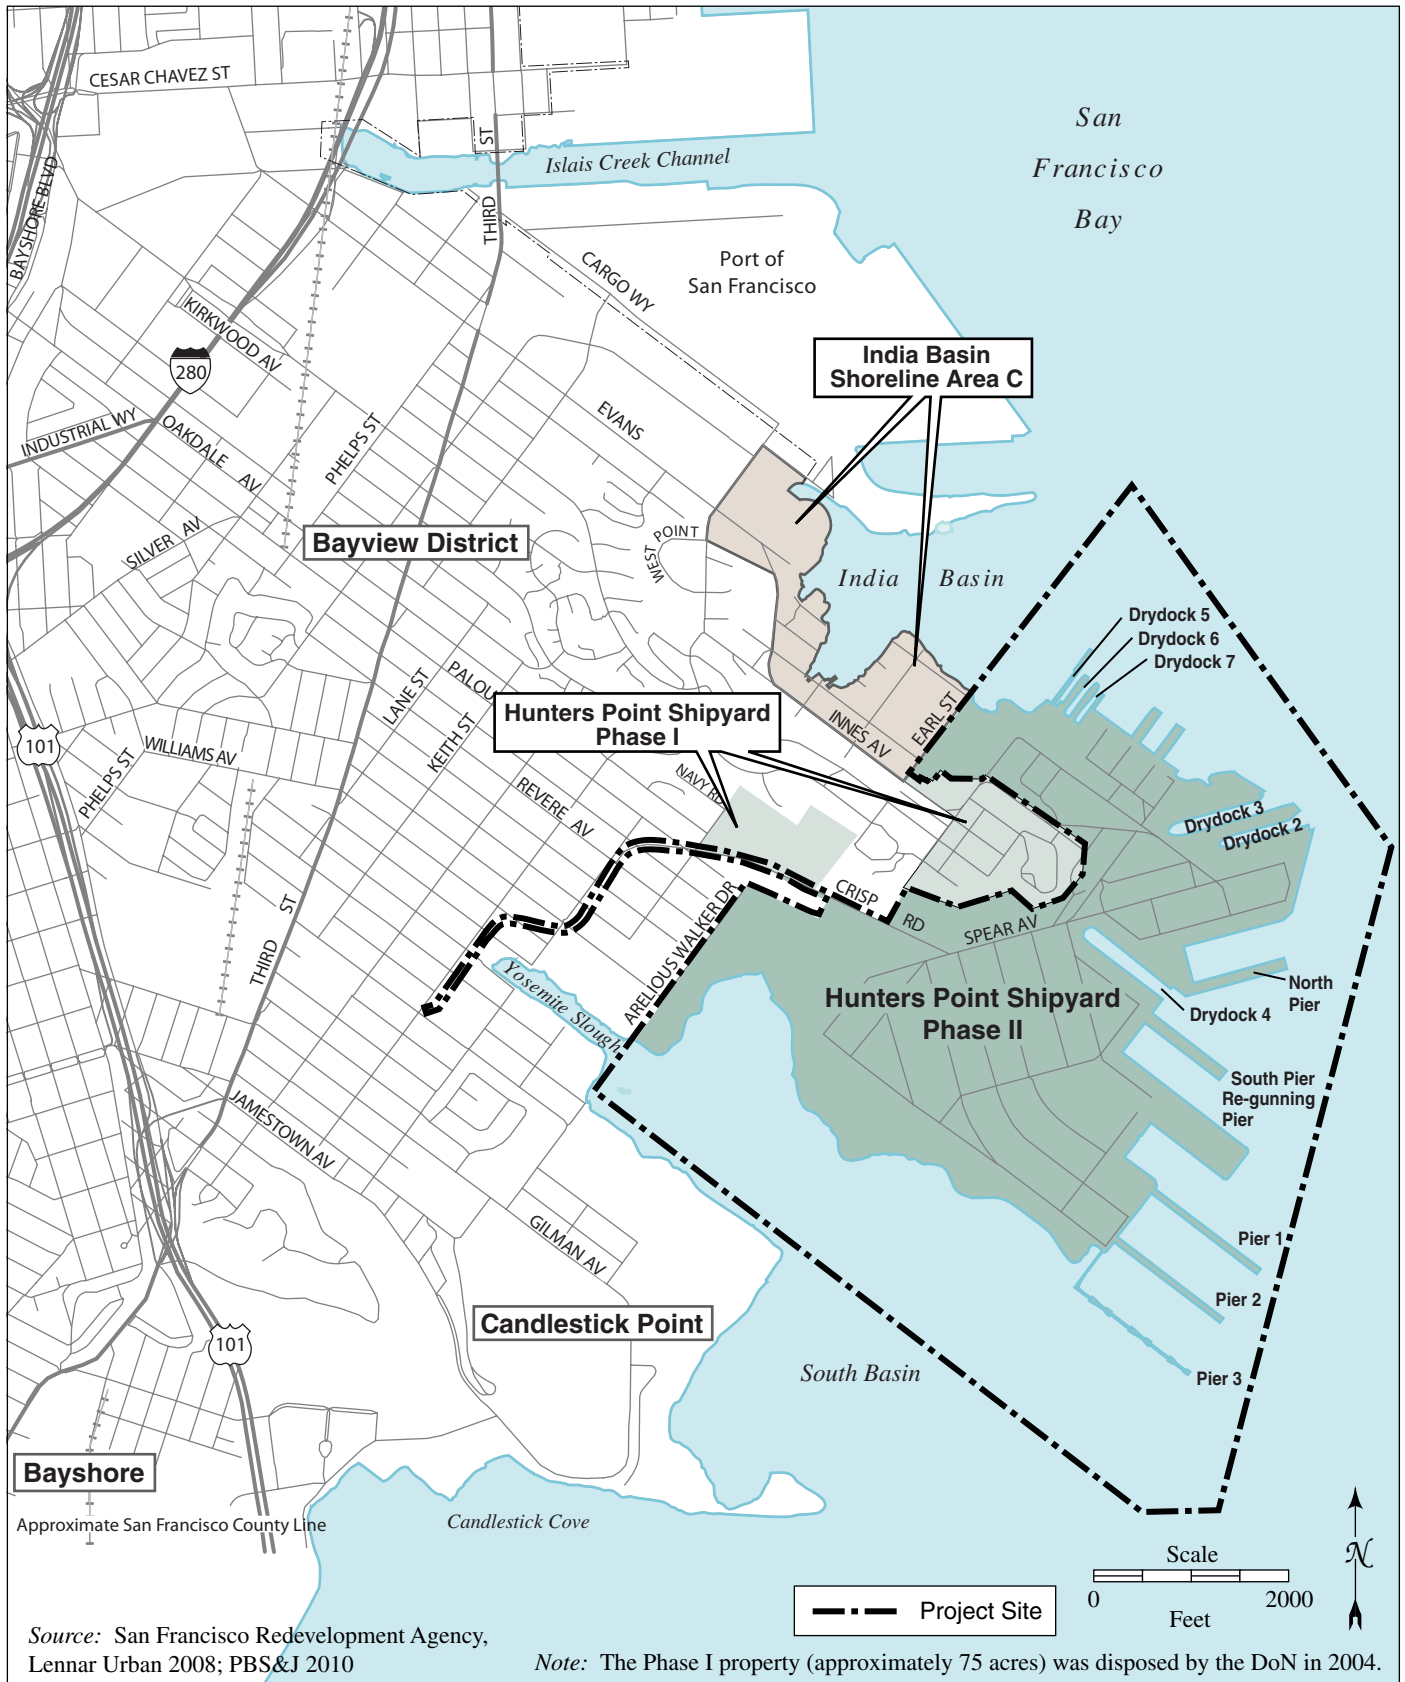 CESAR CHAVEZ ST
San
Francisco
Bay
Islais Creek Channel
BAYSHORE BLVD
THIRD
ST
CARGO WY
Port of
San Francisco
KIRKWOOD AV
280
India Basin
Shoreline Area C
INDUSTRIAL WY
OAKDALE AV
PHELPS ST
EVANS
SILVER AV
Bayview District
WEST POINT
India Basin
Drydock 5
Drydock 6
Drydock 7
LANE ST
PALOU
KEITH ST
Hunters Point Shipyard
Phase I
INNES AV
EARL ST
101
WILLIAMS AV
PHELPS ST
REVERE AV
NAVY RD
Drydock 3
Drydock 2
CRISP
RD
SPEAR AV
ARELIOUS WALKER DR
THIRD ST
Yosemite Slough
Hunters Point Shipyard
Phase II
North
Pier
Drydock 4
South Pier
Re-gunning
Pier
JAMESTOWN AV
GILMAN AV
Pier 1
Pier 2
Candlestick Point
101
South Basin
Pier 3
Bayshore
Approximate San Francisco County Line
Candlestick Cove
Scale
0 2000
Feet
N
Project Site
Source: San Francisco Redevelopment Agency,
Lennar Urban 2008; PBS&J 2010
Note: The Phase I property (approximately 75 acres) was disposed by the DoN in 2004.